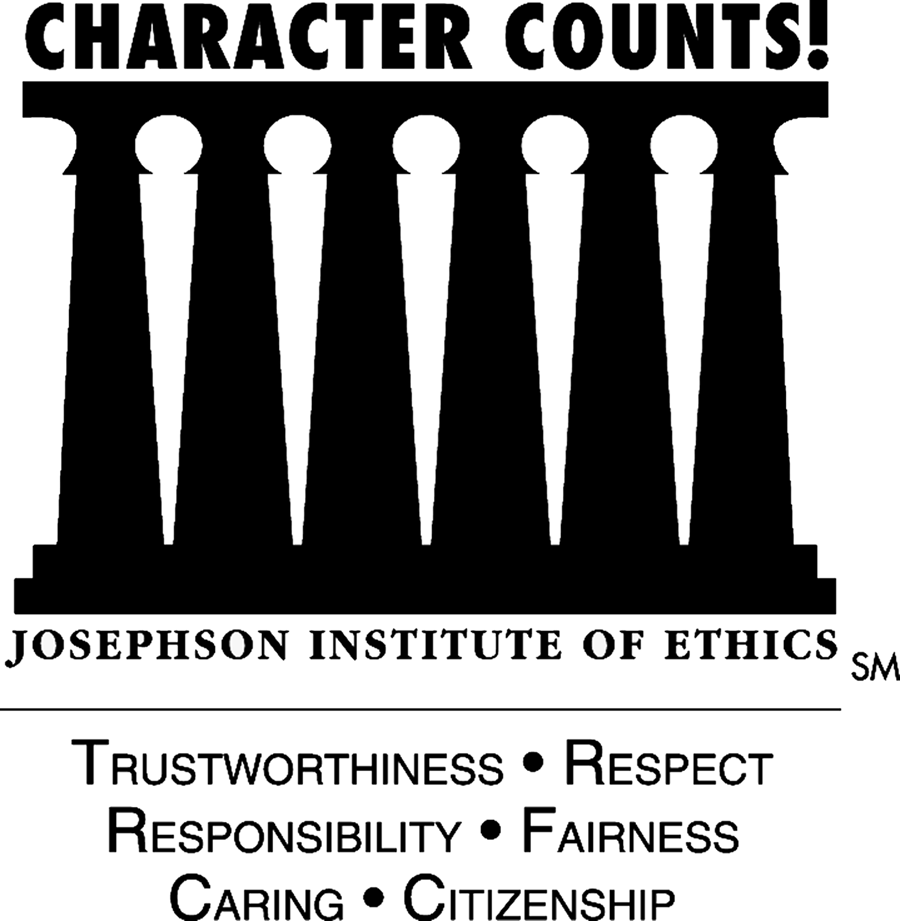 CHARACTER COUNTS!
JOSEPHSON INSTITUTE OF ETHICS SM
TRUSTWORTHINESS • RESPECT
RESPONSIBILITY • FAIRNESS
CARING • CITIZENSHIP